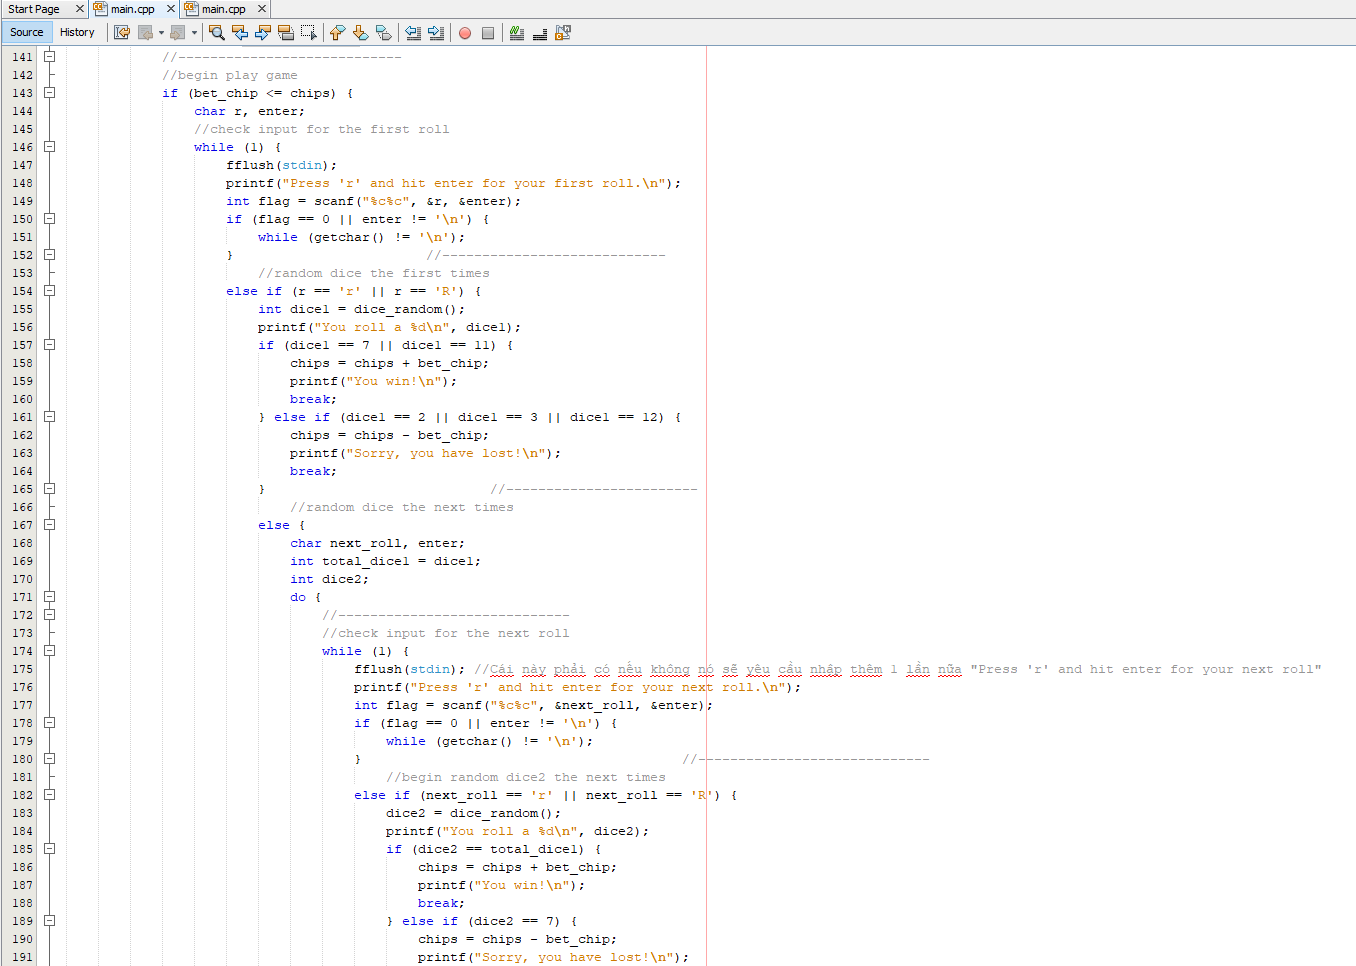 Start Page main.cpp main.cpp
Source History
141 //----------------------------
142 //begin play game
143 if (bet_chip <= chips) {
144 char r, enter;
145 //check input for the first roll
146 while (1) {
147 fflush(stdin);
148 printf("Press 'r' and hit enter for your first roll.\n");
149 int flag = scanf("%c%c", &r, &enter);
150 if (flag == 0 || enter != '\n') {
151 while (getchar() != '\n');
152 } //----------------------------
153 //random dice the first times
154 else if (r == 'r' || r == 'R') {
155 int dice1 = dice_random();
156 printf("You roll a %d\n", dice1);
157 if (dice1 == 7 || dice1 == 11) {
158 chips = chips + bet_chip;
159 printf("You win!\n");
160 break;
161 } else if (dice1 == 2 || dice1 == 3 || dice1 == 12) {
162 chips = chips - bet_chip;
163 printf("Sorry, you have lost!\n");
164 break;
165 } //------------------------
166 //random dice the next times
167 else {
168 char next_roll, enter;
169 int total_dice1 = dice1;
170 int dice2;
171 do {
172 //-----------------------------
173 //check input for the next roll
174 while (1) {
175 fflush(stdin); //Cái này phải có nếu không nó sẽ yêu cầu nhập thêm 1 lần nữa "Press 'r' and hit enter for your next roll"
176 printf("Press 'r' and hit enter for your next roll.\n");
177 int flag = scanf("%c%c", &next_roll, &enter);
178 if (flag == 0 || enter != '\n') {
179 while (getchar() != '\n');
180 } //-----------------------------
181 //begin random dice2 the next times
182 else if (next_roll == 'r' || next_roll == 'R') {
183 dice2 = dice_random();
184 printf("You roll a %d\n", dice2);
185 if (dice2 == total_dice1) {
186 chips = chips + bet_chip;
187 printf("You win!\n");
188 break;
189 } else if (dice2 == 7) {
190 chips = chips - bet_chip;
191 printf("Sorry, you have lost!\n");